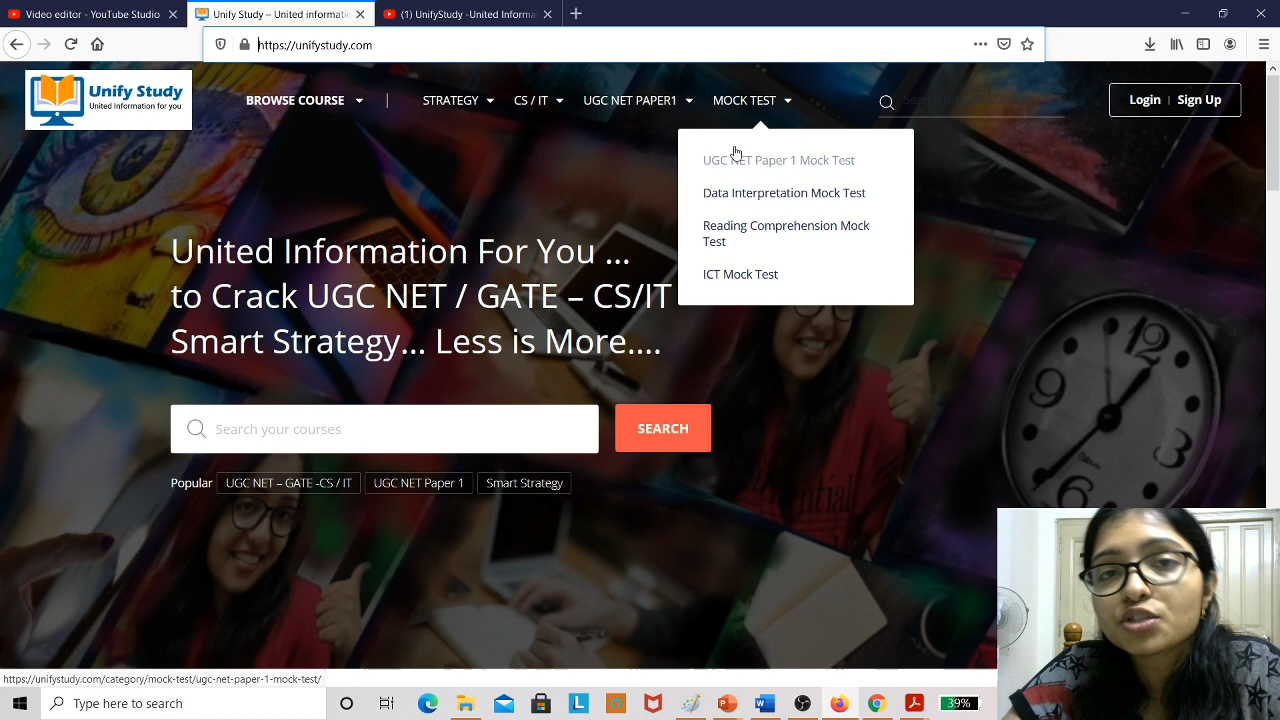 Video editor - YouTube Studio
Unify Study – United informatio
(1) UnifyStudy -United Informa
https://unifystudy.com
Unify Study
United Information for you
BROWSE COURSE
STRATEGY
CS / IT
UGC NET PAPER1
MOCK TEST
Login | Sign Up
UGC NET Paper 1 Mock Test
Data Interpretation Mock Test
Reading Comprehension Mock
Test
ICT Mock Test
United Information For You ...
to Crack UGC NET / GATE – CS/IT
Smart Strategy... Less is More....
Search your courses
SEARCH
Popular
UGC NET – GATE -CS / IT
UGC NET Paper 1
Smart Strategy
https://unifystudy.com/category/mock-test/ugc-net-paper-1-mock-test/
Type here to search
39%